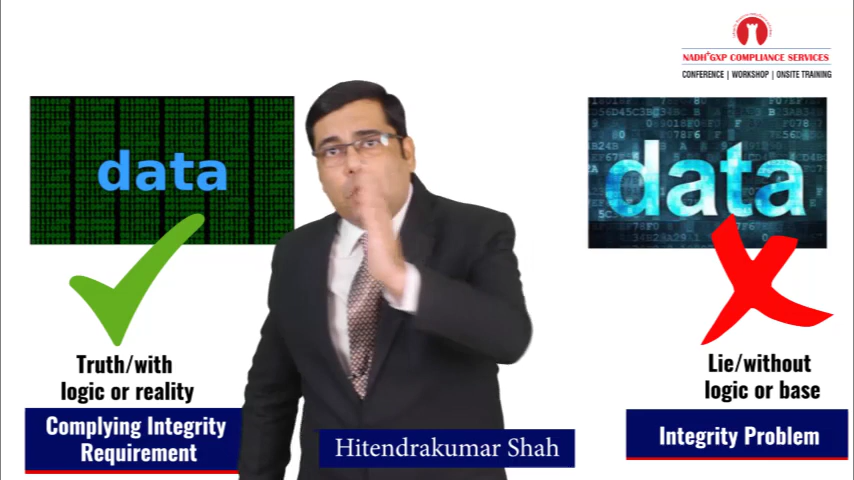 NADH+GXP COMPLIANCE SERVICES
CONFERENCE | WORKSHOP | ONSITE TRAINING
data
data
Truth/with
logic or reality
Lie/without
logic or base
Complying Integrity
Requirement
Integrity Problem
Hitendrakumar Shah